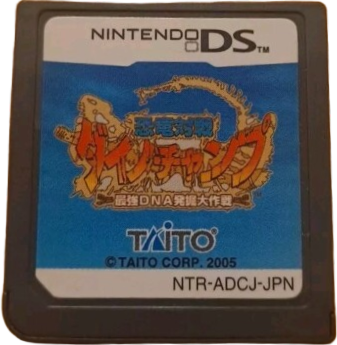 NINTENDO DS™
恐竜対戦
ダイノチャンプ
最強DNA発掘大作戦
TAITO®
© TAITO CORP. 2005
NTR-ADCJ-JPN